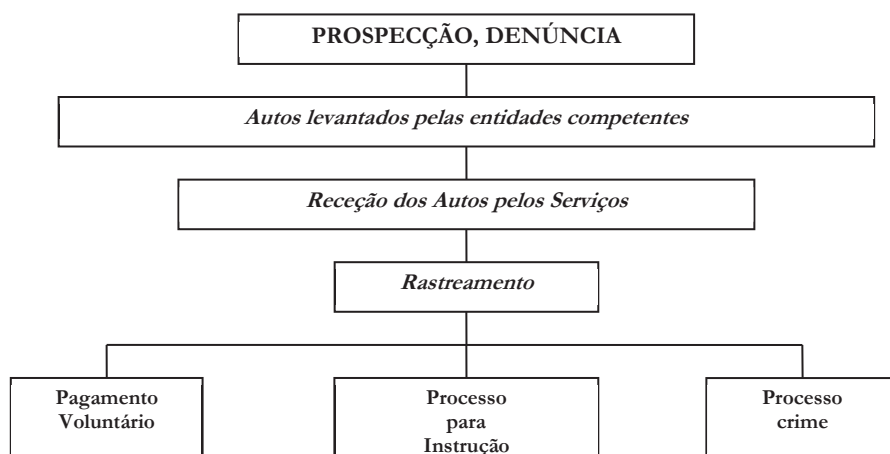 PROSPECÇÃO, DENÚNCIA
Autos levantados pelas entidades competentes
Receção dos Autos pelos Serviços
Rastreamento
Pagamento
Voluntário
Processo
para
Instrução
Processo
crime